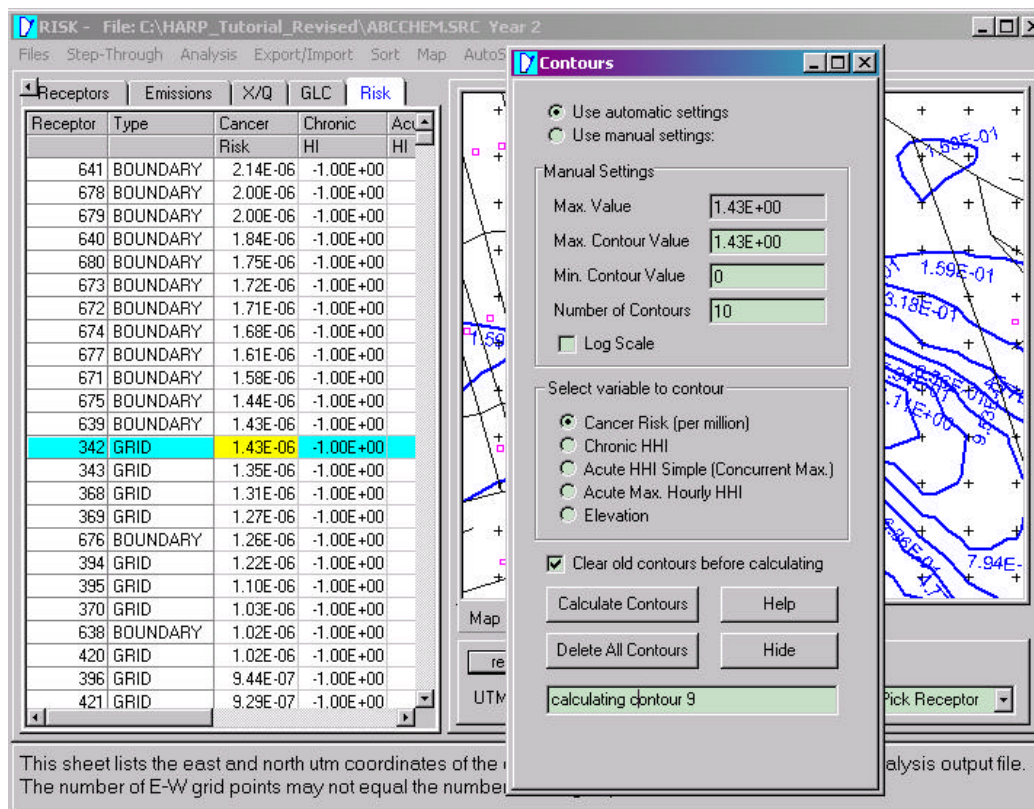 RISK - File: C:\HARP_Tutorial_Revised\ABCCHEM.SRC Year 2
Files Step-Through Analysis Export/Import Sort Map AutoS
Receptors Emissions X/Q GLC Risk
Receptor Type Cancer Chronic Acu
Risk HI HI
641 BOUNDARY 2.14E-06 -1.00E+00
678 BOUNDARY 2.00E-06 -1.00E+00
679 BOUNDARY 2.00E-06 -1.00E+00
640 BOUNDARY 1.84E-06 -1.00E+00
680 BOUNDARY 1.75E-06 -1.00E+00
673 BOUNDARY 1.72E-06 -1.00E+00
672 BOUNDARY 1.71E-06 -1.00E+00
674 BOUNDARY 1.68E-06 -1.00E+00
677 BOUNDARY 1.61E-06 -1.00E+00
671 BOUNDARY 1.58E-06 -1.00E+00
675 BOUNDARY 1.44E-06 -1.00E+00
639 BOUNDARY 1.43E-06 -1.00E+00
342 GRID 1.43E-06 -1.00E+00
343 GRID 1.35E-06 -1.00E+00
368 GRID 1.31E-06 -1.00E+00
369 GRID 1.27E-06 -1.00E+00
676 BOUNDARY 1.26E-06 -1.00E+00
394 GRID 1.22E-06 -1.00E+00
395 GRID 1.10E-06 -1.00E+00
370 GRID 1.03E-06 -1.00E+00
638 BOUNDARY 1.02E-06 -1.00E+00
420 GRID 1.02E-06 -1.00E+00
396 GRID 9.44E-07 -1.00E+00
421 GRID 9.29E-07 -1.00E+00
Contours
Use automatic settings
Use manual settings:
Manual Settings
Max. Value 1.43E+00
Max. Contour Value 1.43E+00
Min. Contour Value 0
Number of Contours 10
Log Scale
Select variable to contour
Cancer Risk (per million)
Chronic HHI
Acute HHI Simple (Concurrent Max.)
Acute Max. Hourly HHI
Elevation
Clear old contours before calculating
Calculate Contours Help
Delete All Contours Hide
calculating contour 9
1.59E-01
1.59E-01
3.18E-01
9.53E-01
7.94E-
1.59
Map
re
UTM
Pick Receptor
This sheet lists the east and north utm coordinates of the
alysis output file.
The number of E-W grid points may not equal the number